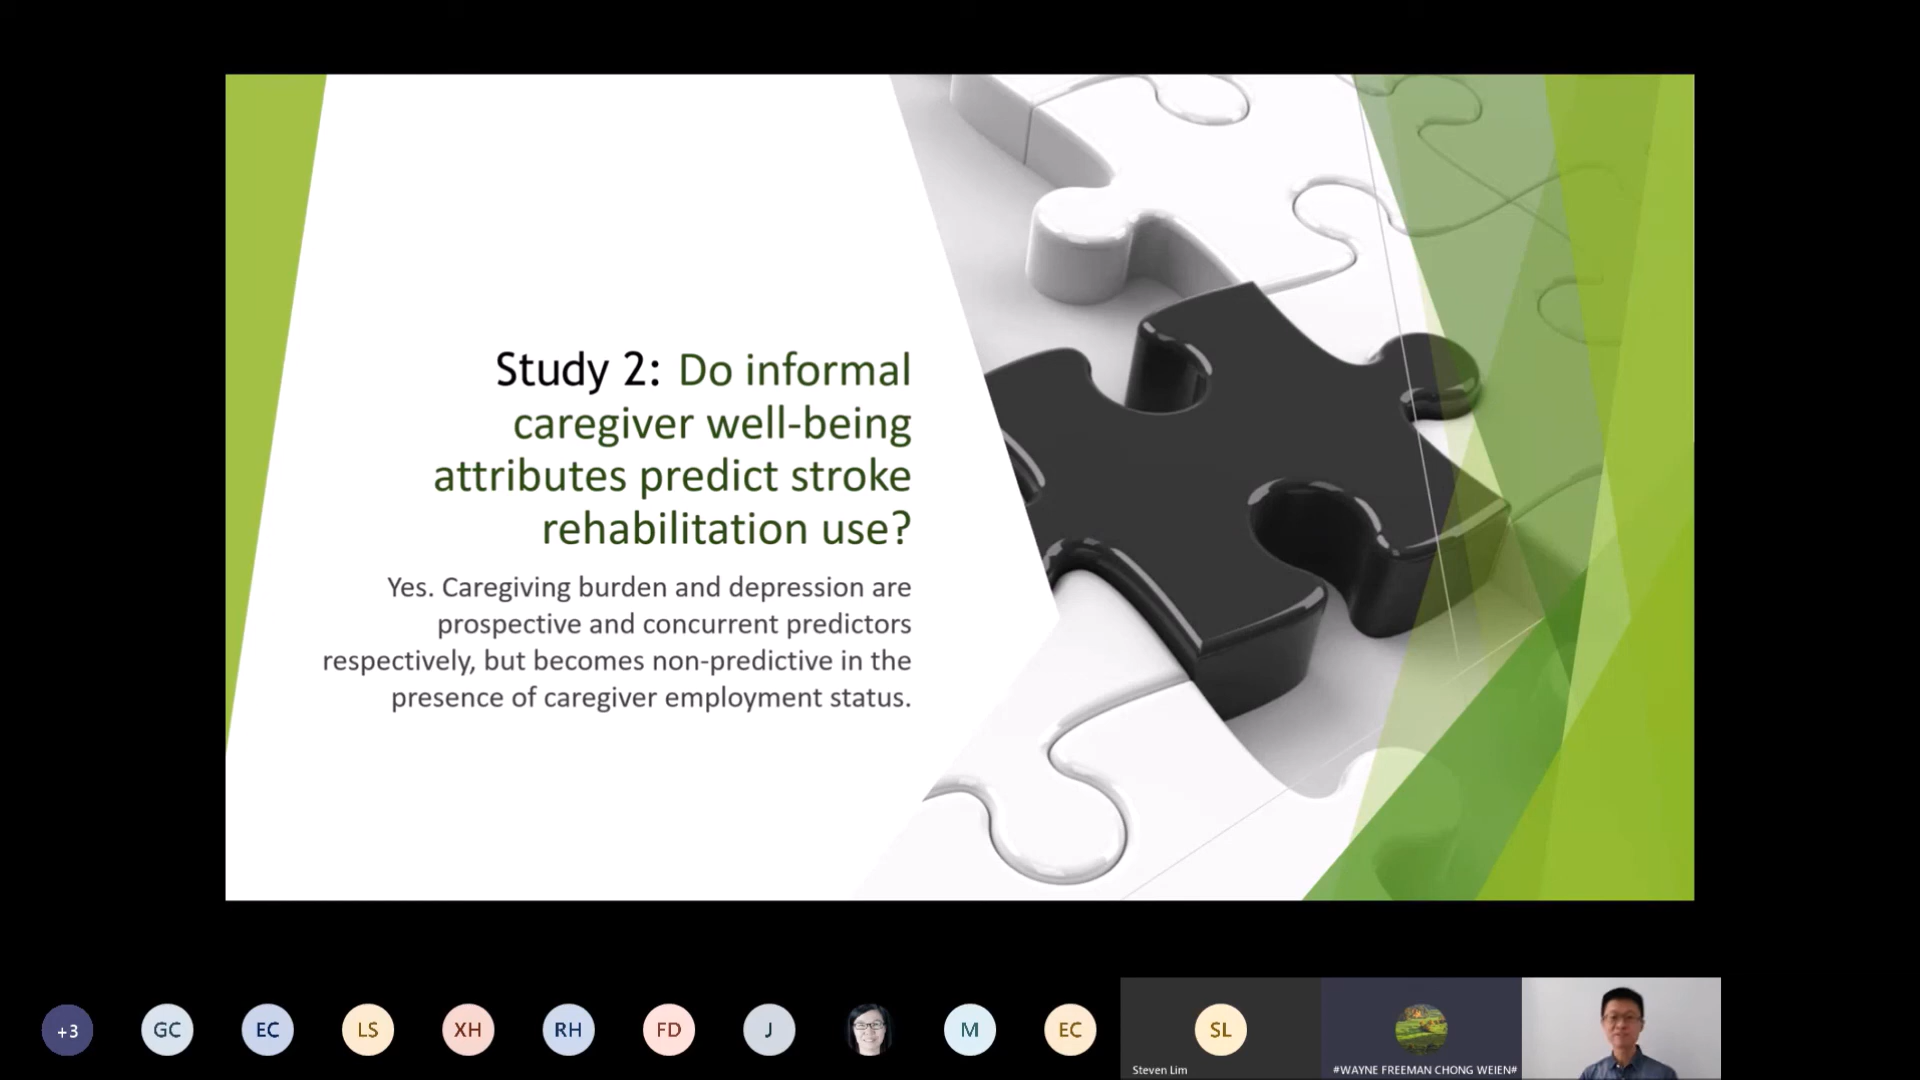 Study 2: Do informal
caregiver well-being
attributes predict stroke
rehabilitation use?
Yes. Caregiving burden and depression are
prospective and concurrent predictors
respectively, but becomes non-predictive in the
presence of caregiver employment status.
+3
GC
EC
LS
XH
RH
FD
J
M
EC
SL
Steven Lim
#WAYNE FREEMAN CHONG WEIEN#